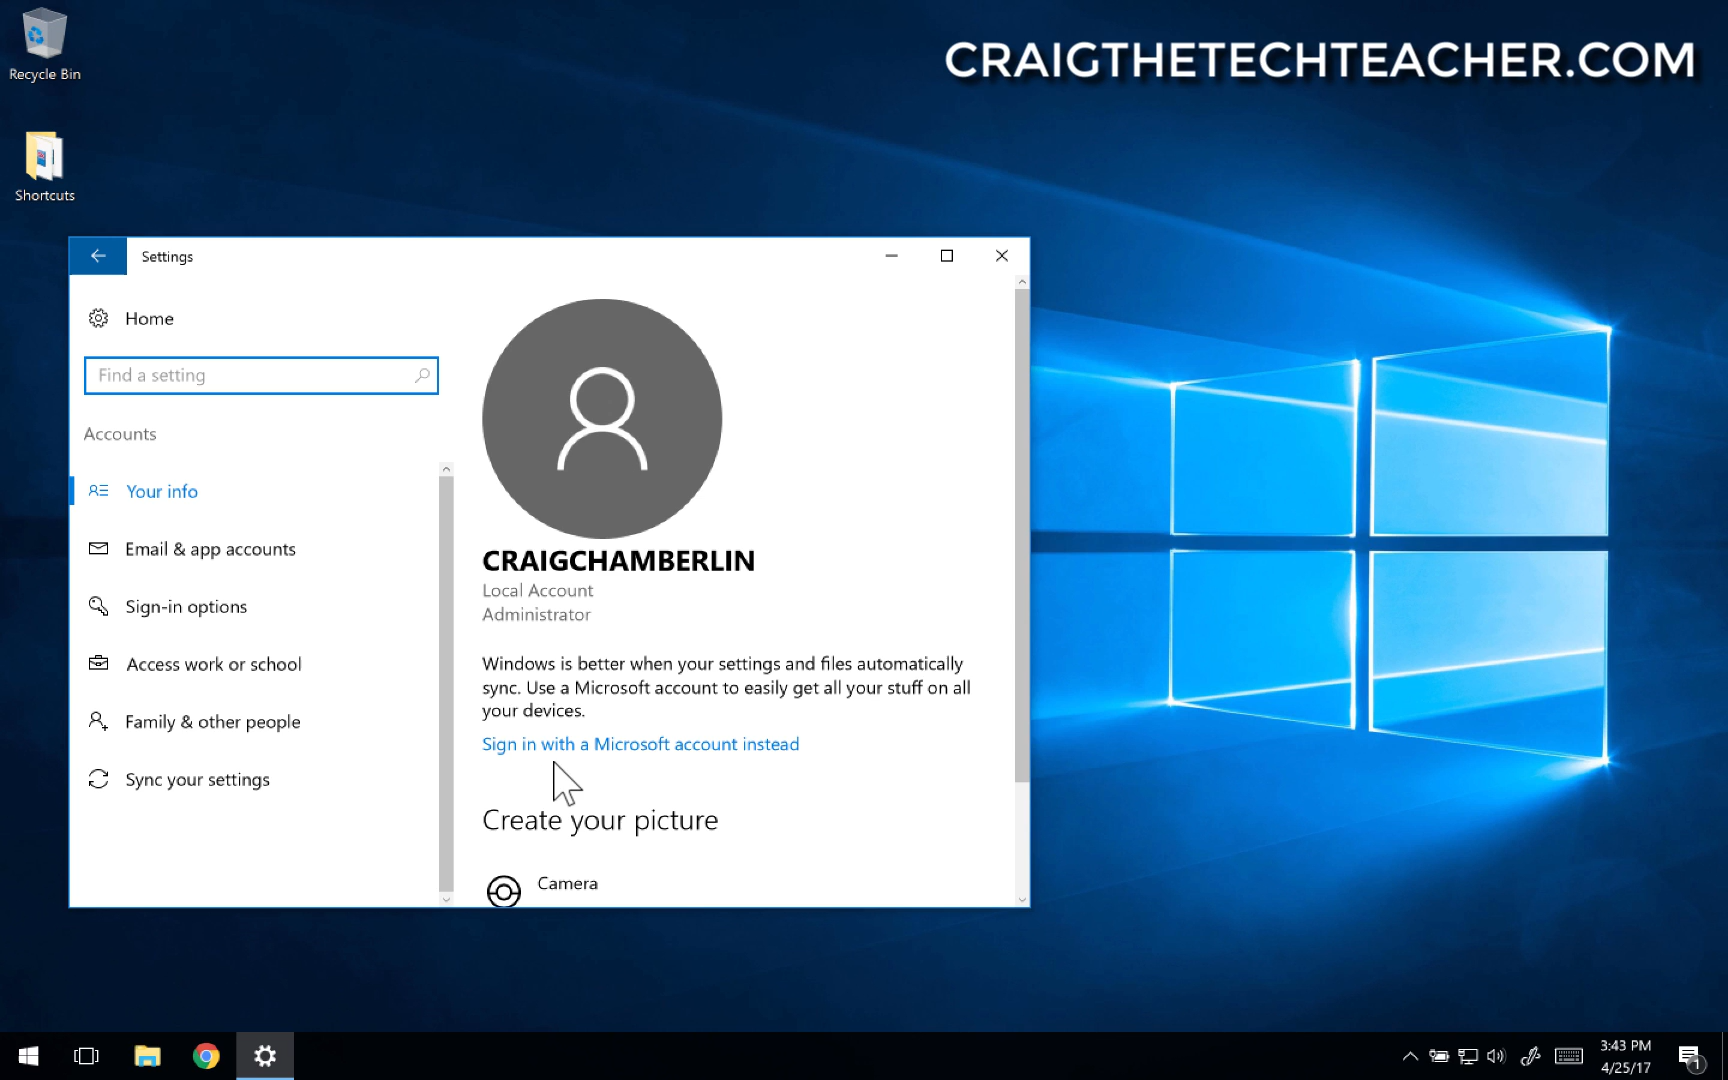 Recycle Bin
CRAIGTHETECHTEACHER.COM
Shortcuts
Settings
Home
Find a setting
Accounts
Your info
Email & app accounts
Sign-in options
Access work or school
Family & other people
Sync your settings
CRAIGCHAMBERLIN
Local Account
Administrator
Windows is better when your settings and files automatically
sync. Use a Microsoft account to easily get all your stuff on all
your devices.
Sign in with a Microsoft account instead
Create your picture
Camera
3:43 PM
4/25/17
1